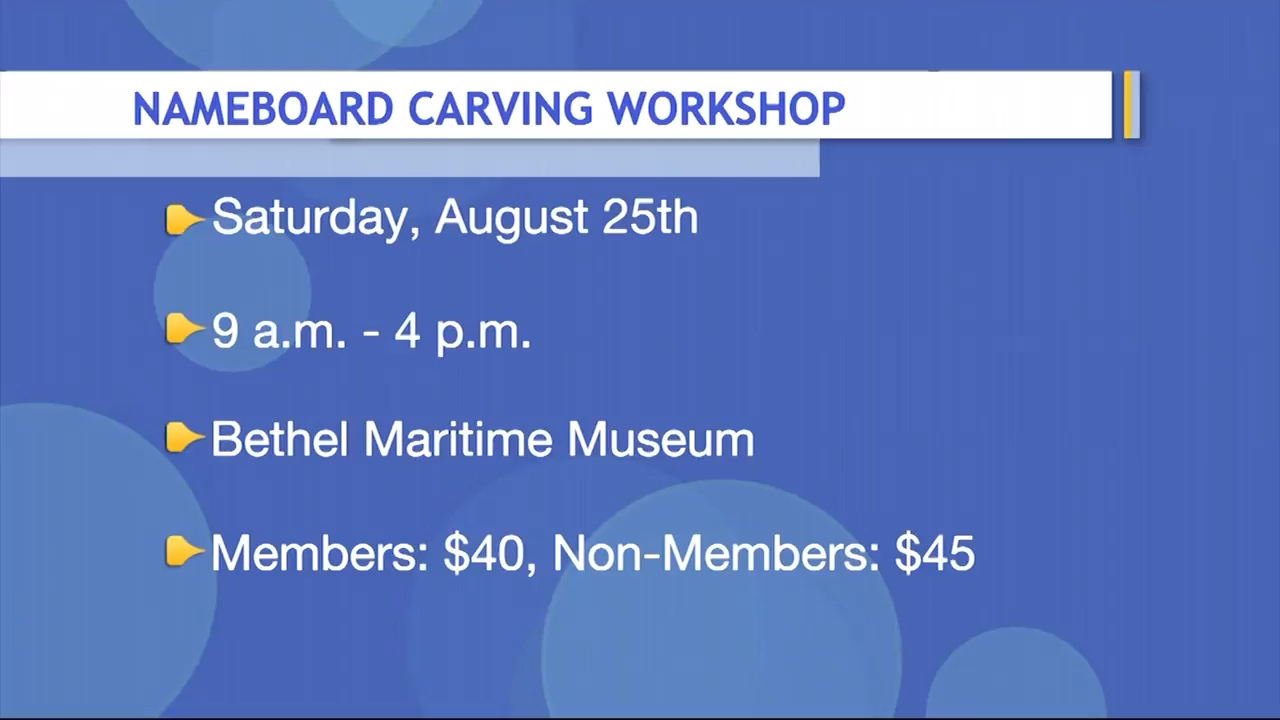 NAMEBOARD CARVING WORKSHOP
Saturday, August 25th
9 a.m. - 4 p.m.
Bethel Maritime Museum
Members: $40, Non-Members: $45